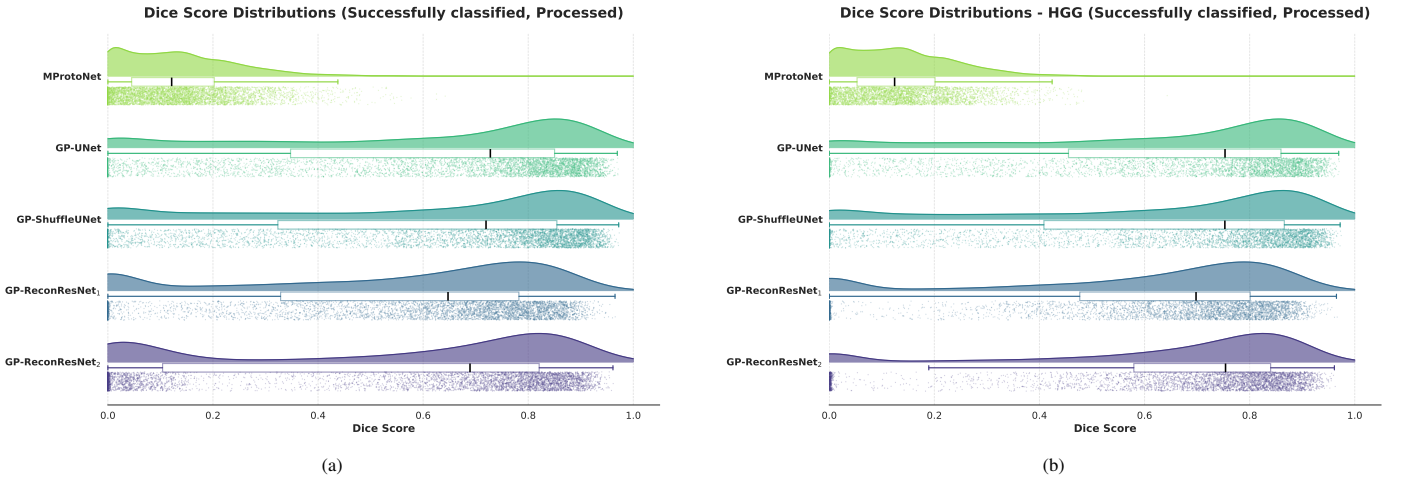 Dice Score Distributions (Successfully classified, Processed)
MProtoNet
GP-UNet
GP-ShuffleUNet
GP-ReconResNet₁
GP-ReconResNet₂
0.0 0.2 0.4 0.6 0.8 1.0
Dice Score
(a)
Dice Score Distributions - HGG (Successfully classified, Processed)
MProtoNet
GP-UNet
GP-ShuffleUNet
GP-ReconResNet₁
GP-ReconResNet₂
0.0 0.2 0.4 0.6 0.8 1.0
Dice Score
(b)